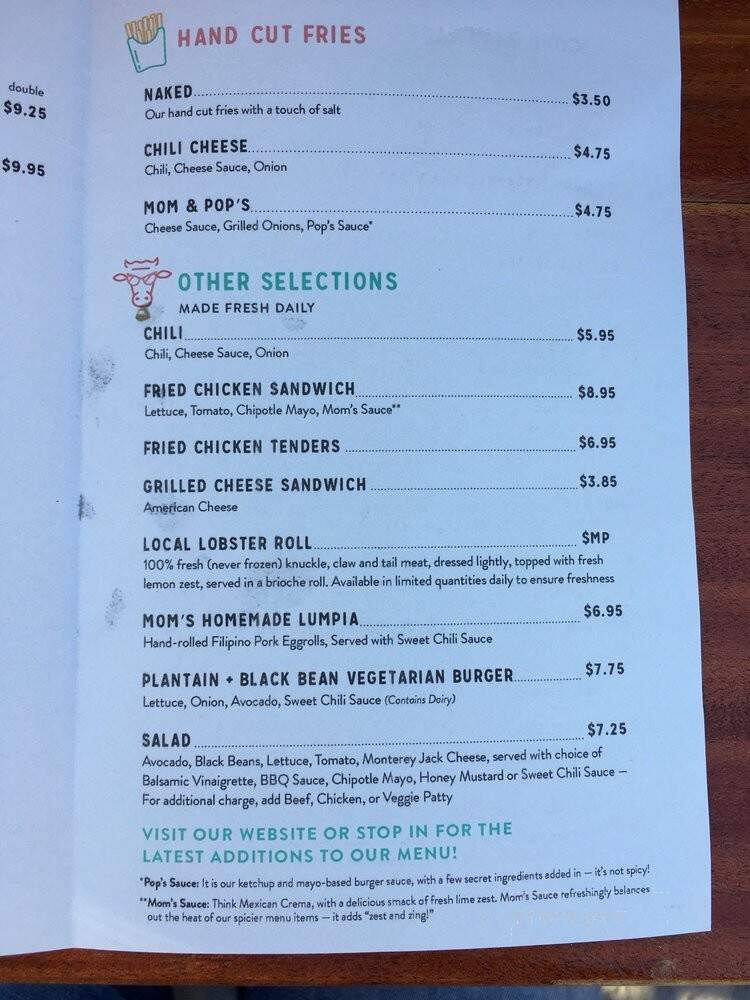 double
$9.25
$9.95
HAND CUT FRIES
NAKED $3.50
Our hand cut fries with a touch of salt
CHILI CHEESE $4.75
Chili, Cheese Sauce, Onion
MOM & POP'S $4.75
Cheese Sauce, Grilled Onions, Pop's Sauce*
OTHER SELECTIONS
MADE FRESH DAILY
CHILI $5.95
Chili, Cheese Sauce, Onion
FRIED CHICKEN SANDWICH $8.95
Lettuce, Tomato, Chipotle Mayo, Mom's Sauce**
FRIED CHICKEN TENDERS $6.95
GRILLED CHEESE SANDWICH $3.85
American Cheese
LOCAL LOBSTER ROLL $MP
100% fresh (never frozen) knuckle, claw and tail meat, dressed lightly, topped with fresh
lemon zest, served in a brioche roll. Available in limited quantities daily to ensure freshness
MOM'S HOMEMADE LUMPIA $6.95
Hand-rolled Filipino Pork Eggrolls, Served with Sweet Chili Sauce
PLANTAIN + BLACK BEAN VEGETARIAN BURGER $7.75
Lettuce, Onion, Avocado, Sweet Chili Sauce (Contains Dairy)
SALAD $7.25
Avocado, Black Beans, Lettuce, Tomato, Monterey Jack Cheese, served with choice of
Balsamic Vinaigrette, BBQ Sauce, Chipotle Mayo, Honey Mustard or Sweet Chili Sauce —
For additional charge, add Beef, Chicken, or Veggie Patty
VISIT OUR WEBSITE OR STOP IN FOR THE
LATEST ADDITIONS TO OUR MENU!
*Pop's Sauce: It is our ketchup and mayo-based burger sauce, with a few secret ingredients added in — it's not spicy!
**Mom's Sauce: Think Mexican Crema, with a delicious smack of fresh lime zest. Mom's Sauce refreshingly balances
out the heat of our spicier menu items — it adds "zest and zing!"